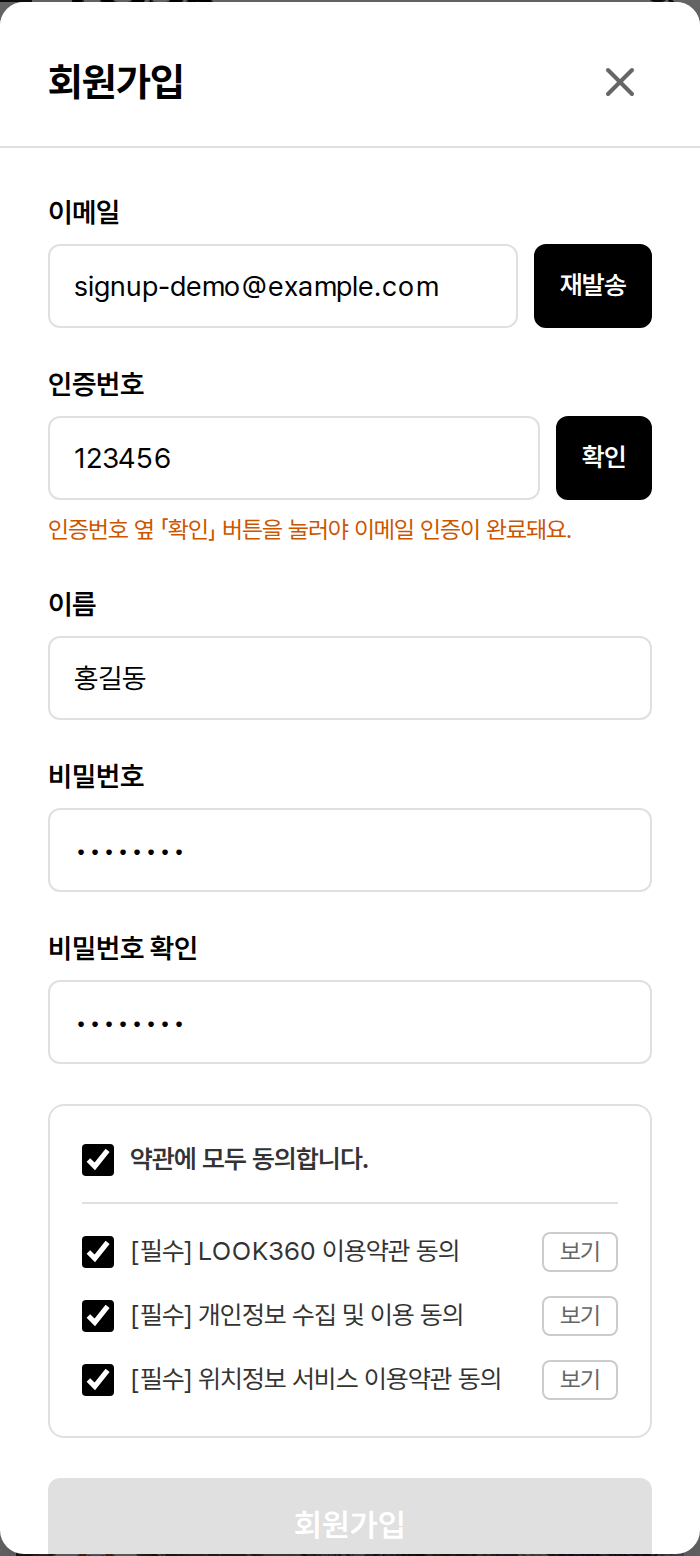 회원가입
이메일
signup-demo@example.com
재발송
인증번호
123456
확인
인증번호 옆 「확인」 버튼을 눌러야 이메일 인증이 완료돼요.
이름
홍길동
비밀번호
••••••••
비밀번호 확인
••••••••
약관에 모두 동의합니다.
[필수] LOOK360 이용약관 동의
보기
[필수] 개인정보 수집 및 이용 동의
보기
[필수] 위치정보 서비스 이용약관 동의
보기
회원가입